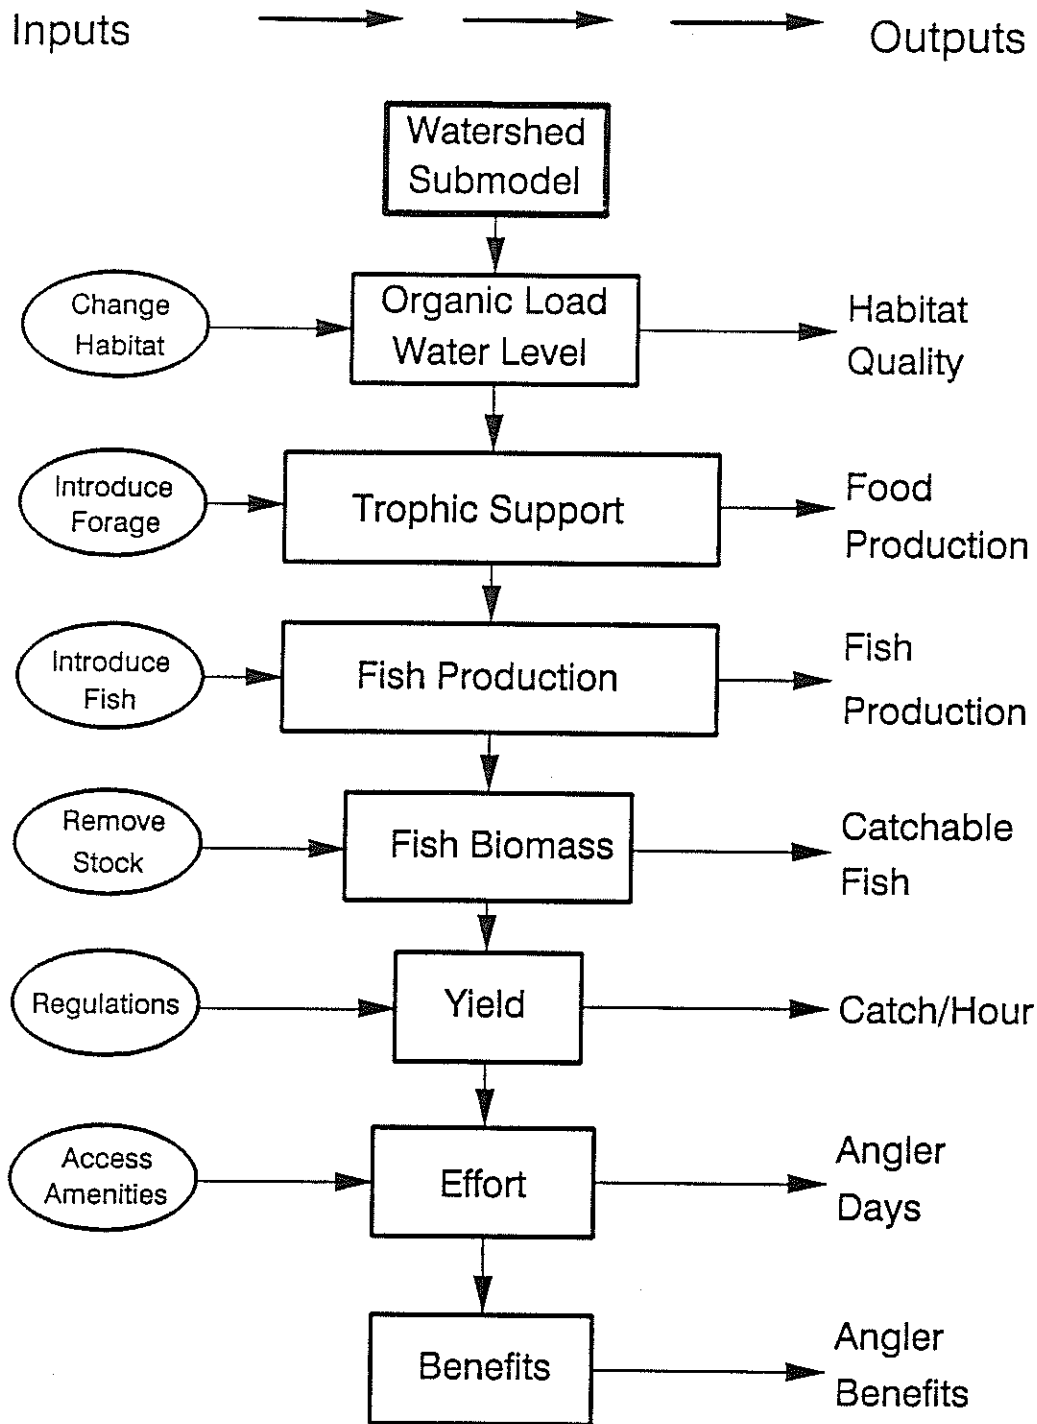 Inputs
Outputs
Watershed
Submodel
Change
Habitat
Organic Load
Water Level
Habitat
Quality
Introduce
Forage
Trophic Support
Food
Production
Introduce
Fish
Fish Production
Fish
Production
Remove
Stock
Fish Biomass
Catchable
Fish
Regulations
Yield
Catch/Hour
Access
Amenities
Effort
Angler
Days
Benefits
Angler
Benefits